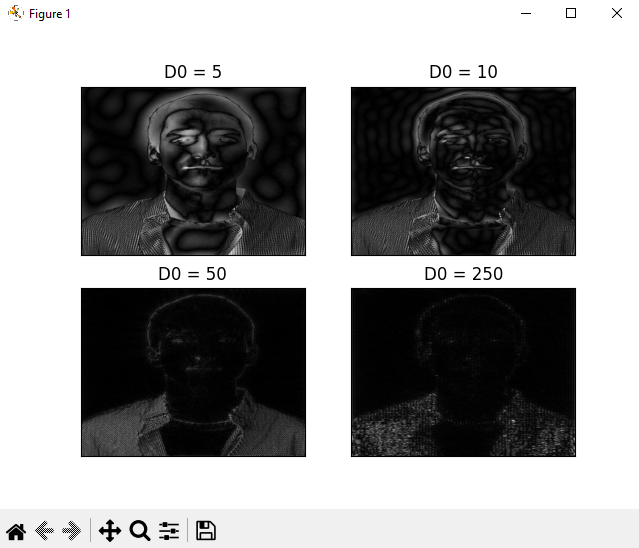 Figure 1
D0 = 5
D0 = 10
D0 = 50
D0 = 250